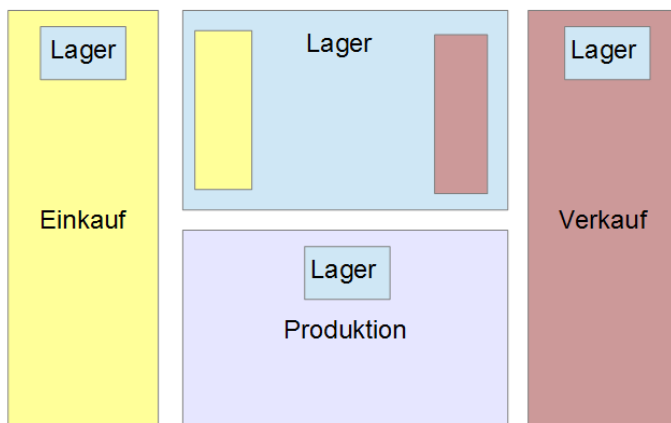 Lager
Lager
Lager
Einkauf
Verkauf
Lager
Produktion